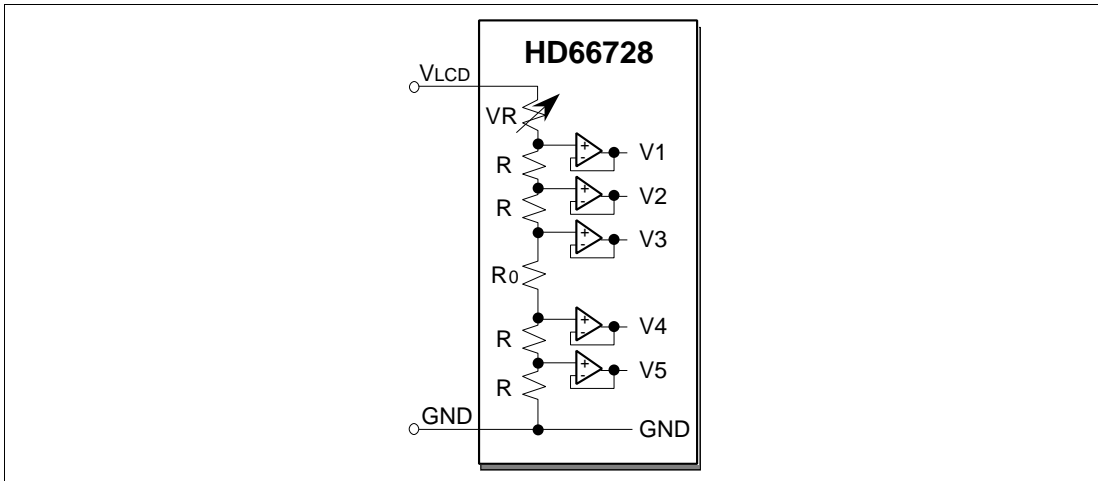 HD66728
VLCD
VR
+
-
V1
R
+
-
V2
R
+
-
V3
R0
+
-
V4
R
+
-
V5
R
GND
GND